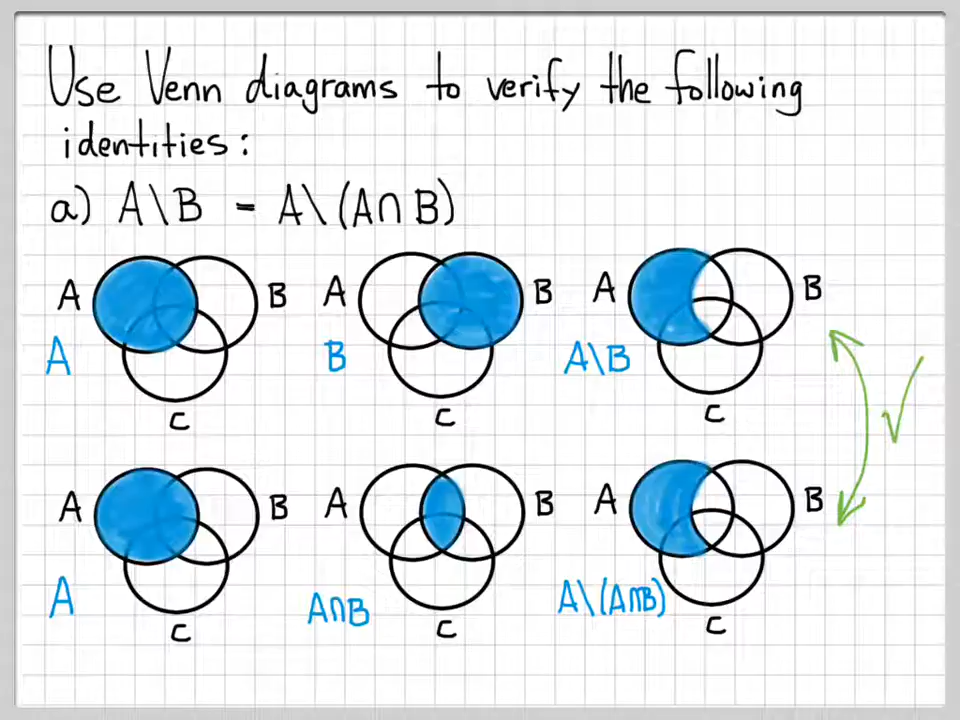 Use Venn diagrams to verify the following
identities:
a) A\B = A\(A∩B)
A B A B A B
A B A\B
C C C
A B A B A B
A A∩B A\(A∩B)
C C C